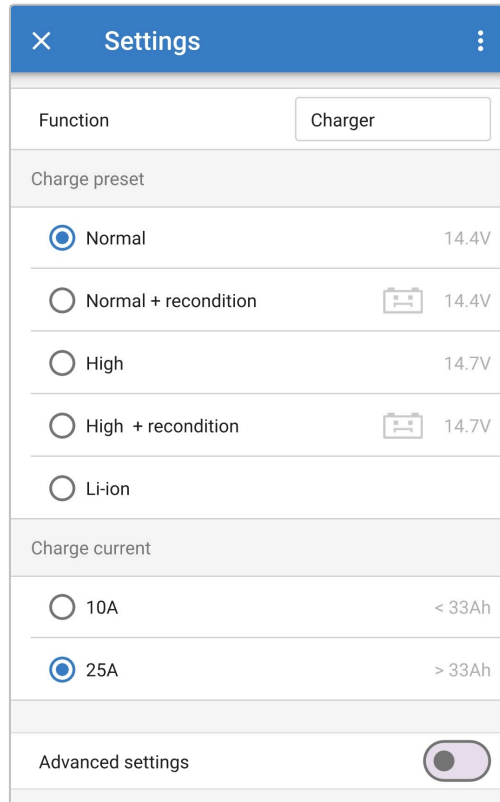 Settings
Function Charger
Charge preset
Normal 14.4V
Normal + recondition 14.4V
High 14.7V
High + recondition 14.7V
Li-ion
Charge current
10A < 33Ah
25A > 33Ah
Advanced settings